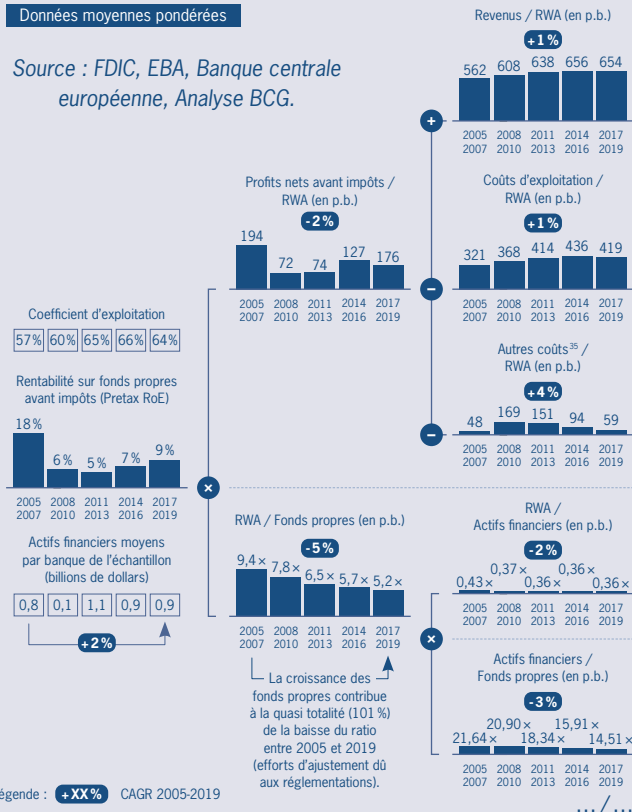 Données moyennes pondérées
Source : FDIC, EBA, Banque centrale
européenne, Analyse BCG.
Coefficient d'exploitation
57% 60% 65% 66% 64%
Rentabilité sur fonds propres
avant impôts (Pretax RoE)
18% 6% 5% 7% 9%
2005 2008 2011 2014 2017
2007 2010 2013 2016 2019
Actifs financiers moyens
par banque de l'échantillon
(billions de dollars)
0,8 0,1 1,1 0,9 0,9
+2%
×
Profits nets avant impôts /
RWA (en p.b.)
-2%
194 72 74 127 176
2005 2008 2011 2014 2017
2007 2010 2013 2016 2019
RWA / Fonds propres (en p.b.)
-5%
9,4× 7,8× 6,5× 5,7× 5,2×
2005 2008 2011 2014 2017
2007 2010 2013 2016 2019
La croissance des
fonds propres contribue
à la quasi totalité (101%)
de la baisse du ratio
entre 2005 et 2019
(efforts d'ajustement dû
aux réglementations).
Revenus / RWA (en p.b.)
+1%
562 608 638 656 654
+
2005 2008 2011 2014 2017
2007 2010 2013 2016 2019
Coûts d'exploitation /
RWA (en p.b.)
+1%
321 368 414 436 419
−
2005 2008 2011 2014 2017
2007 2010 2013 2016 2019
Autres coûts³⁵ /
RWA (en p.b.)
+4%
48 169 151 94 59
−
2005 2008 2011 2014 2017
2007 2010 2013 2016 2019
RWA /
Actifs financiers (en p.b.)
-2%
0,43× 0,37× 0,36× 0,36× 0,36×
2005 2008 2011 2014 2017
2007 2010 2013 2016 2019
×
Actifs financiers /
Fonds propres (en p.b.)
-3%
21,64× 20,90× 18,34× 15,91× 14,51×
2005 2008 2011 2014 2017
2007 2010 2013 2016 2019
égende : +XX% CAGR 2005-2019
.../...